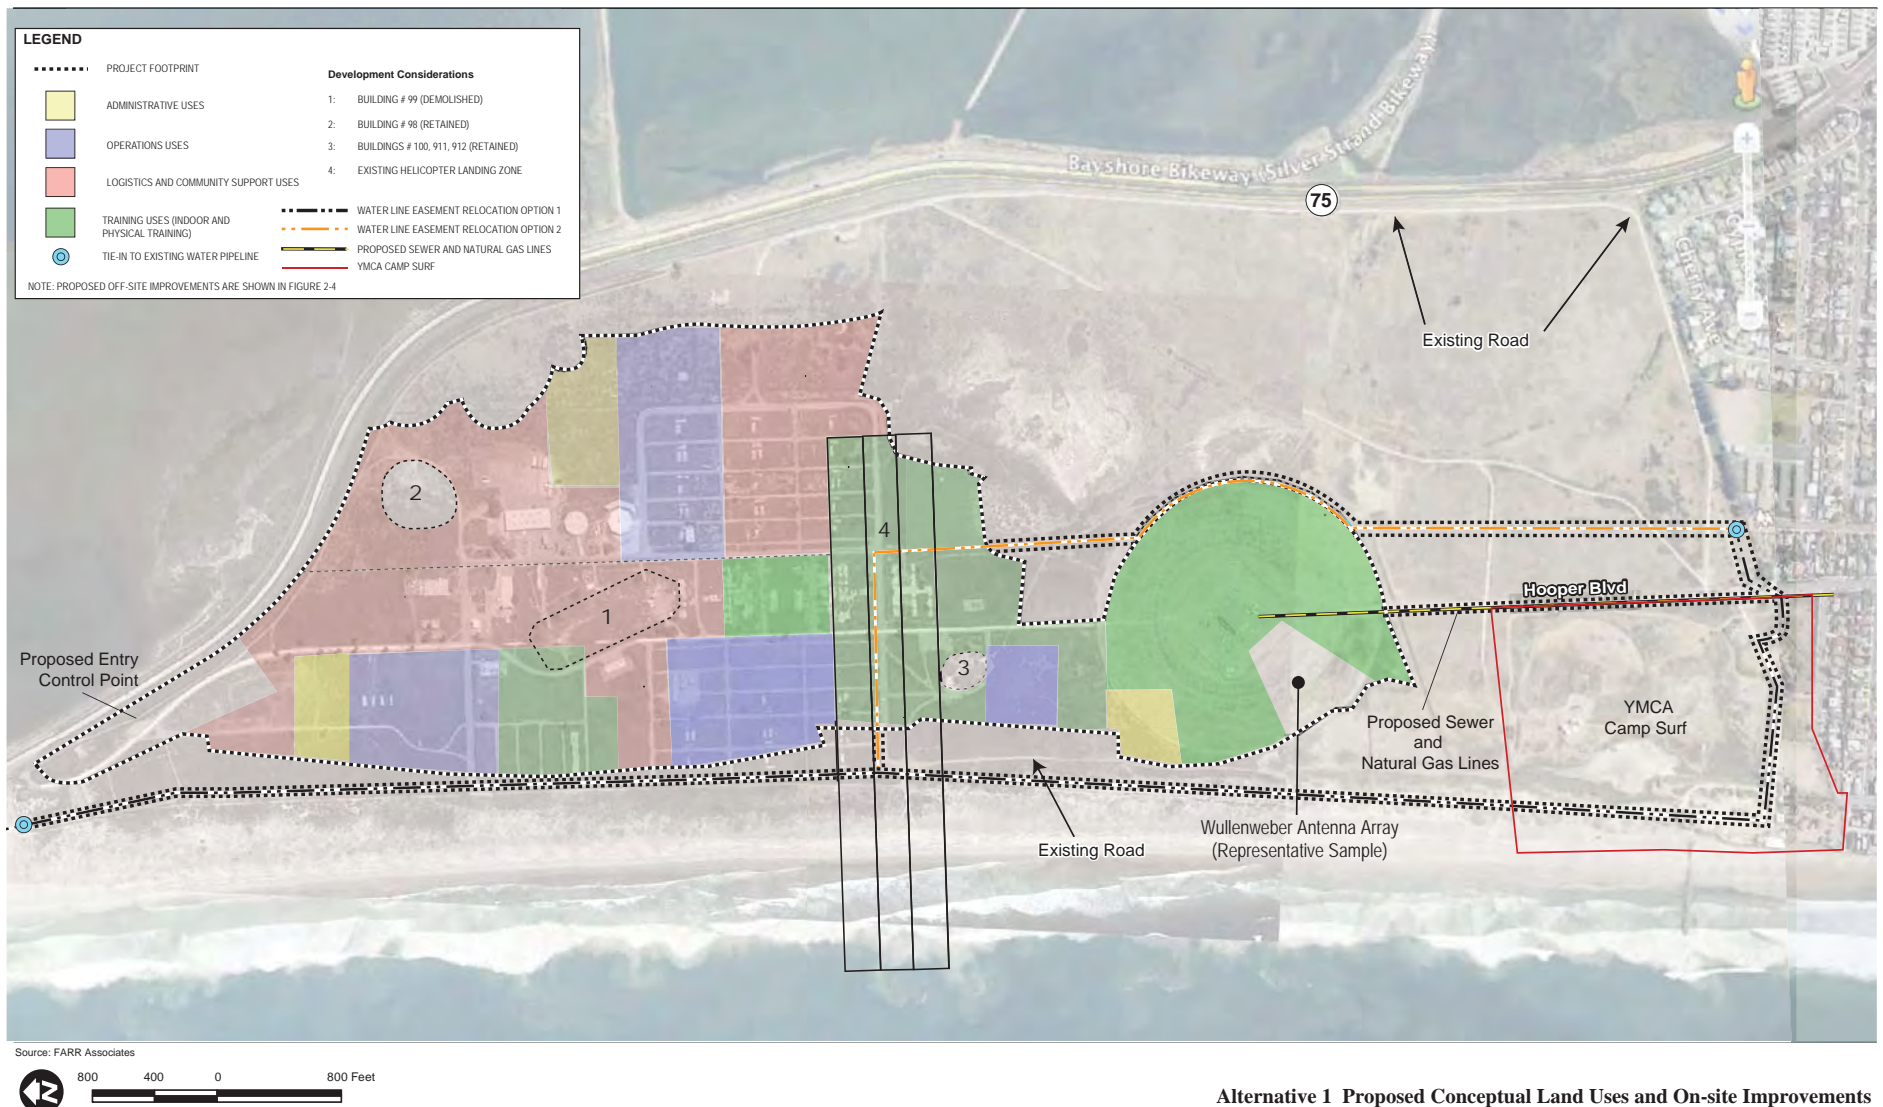 LEGEND
PROJECT FOOTPRINT
ADMINISTRATIVE USES
OPERATIONS USES
LOGISTICS AND COMMUNITY SUPPORT USES
TRAINING USES (INDOOR AND
PHYSICAL TRAINING)
TIE-IN TO EXISTING WATER PIPELINE
Development Considerations
1: BUILDING # 99 (DEMOLISHED)
2: BUILDING # 98 (RETAINED)
3: BUILDINGS # 100, 911, 912 (RETAINED)
4: EXISTING HELICOPTER LANDING ZONE
WATER LINE EASEMENT RELOCATION OPTION 1
WATER LINE EASEMENT RELOCATION OPTION 2
PROPOSED SEWER AND NATURAL GAS LINES
YMCA CAMP SURF
NOTE: PROPOSED OFF-SITE IMPROVEMENTS ARE SHOWN IN FIGURE 2-4
Bayshore Bikeway (Silver Strand Bikeway)
75
Existing Road
Cherry Ave
2
4
1
3
Hooper Blvd
Proposed Entry
Control Point
Proposed Sewer
and
Natural Gas Lines
YMCA
Camp Surf
Wullenweber Antenna Array
(Representative Sample)
Existing Road
Source: FARR Associates
N
800 400 0 800 Feet
Alternative 1 Proposed Conceptual Land Uses and On-site Improvements